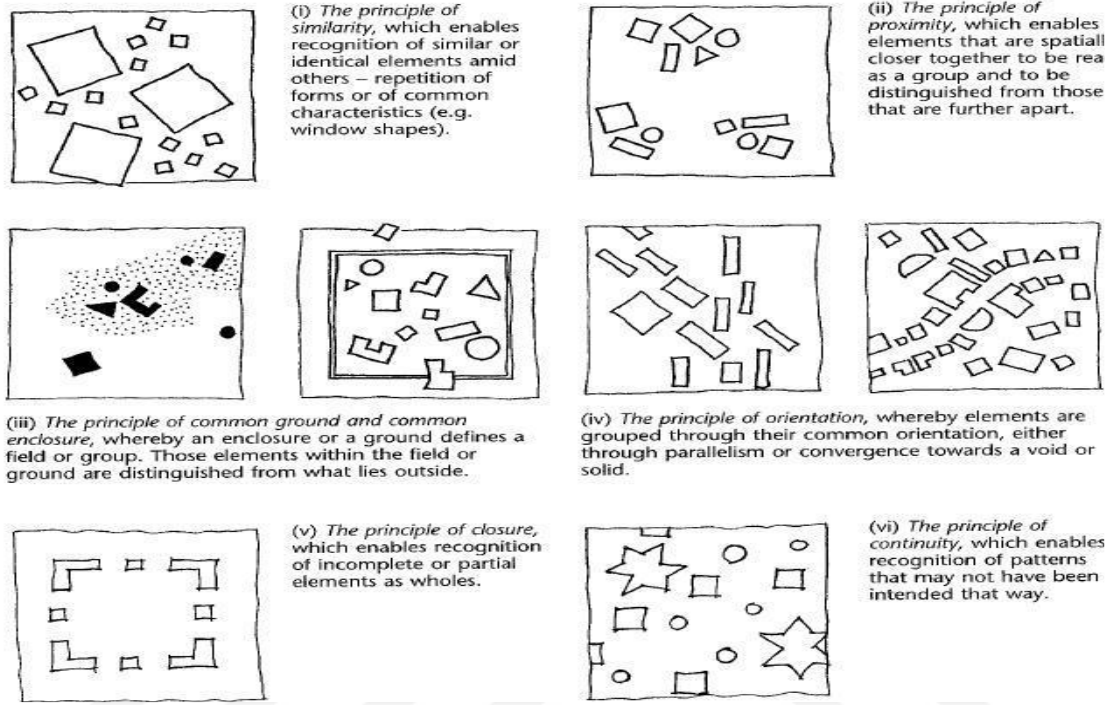 (i) The principle of
similarity, which enables
recognition of similar or
identical elements amid
others – repetition of
forms or of common
characteristics (e.g.
window shapes).
(ii) The principle of
proximity, which enables
elements that are spatiall
closer together to be rea
as a group and to be
distinguished from those
that are further apart.
(iii) The principle of common ground and common
enclosure, whereby an enclosure or a ground defines a
field or group. Those elements within the field or
ground are distinguished from what lies outside.
(iv) The principle of orientation, whereby elements are
grouped through their common orientation, either
through parallelism or convergence towards a void or
solid.
(v) The principle of closure,
which enables recognition
of incomplete or partial
elements as wholes.
(vi) The principle of
continuity, which enables
recognition of patterns
that may not have been
intended that way.